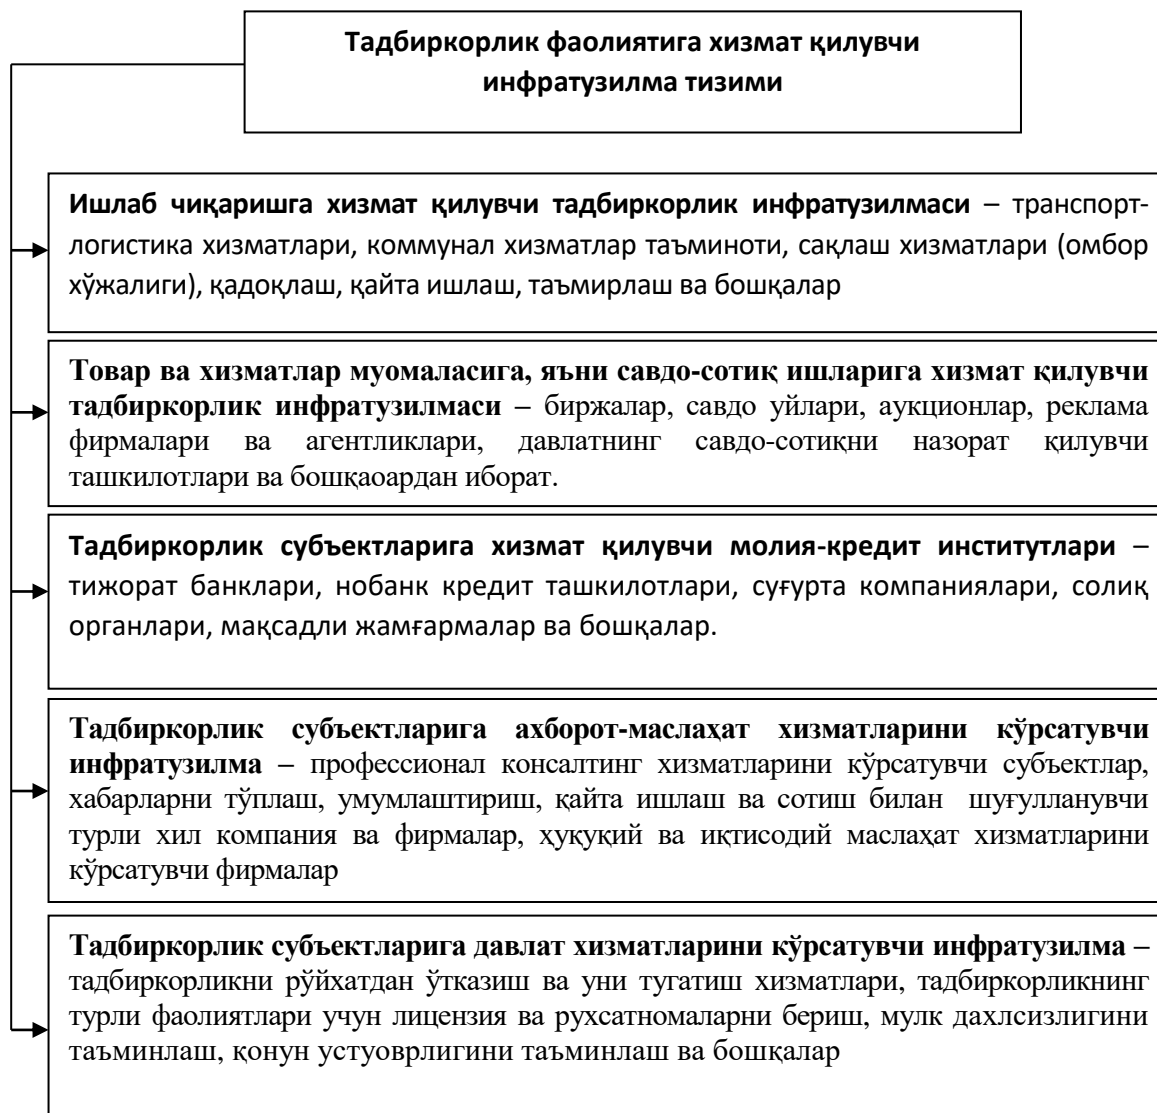 Тадбиркорлик фаолиятига хизмат қилувчи
инфратузилма тизими
Ишлаб чиқаришга хизмат қилувчи тадбиркорлик инфратузилмаси – транспорт-
логистика хизматлари, коммунал хизматлар таъминоти, сақлаш хизматлари (омбор
хўжалиги), қадоқлаш, қайта ишлаш, таъмирлаш ва бошқалар
Товар ва хизматлар муомаласига, яъни савдо-сотиқ ишларига хизмат қилувчи
тадбиркорлик инфратузилмаси – биржалар, савдо уйлари, аукционлар, реклама
фирмалари ва агентликлари, давлатнинг савдо-сотиқни назорат қилувчи
ташкилотлари ва бошқаоардан иборат.
Тадбиркорлик субъектларига хизмат қилувчи молия-кредит институтлари –
тижорат банклари, нобанк кредит ташкилотлари, суғурта компаниялари, солиқ
органлари, мақсадли жамғармалар ва бошқалар.
Тадбиркорлик субъектларига ахборот-маслаҳат хизматларини кўрсатувчи
инфратузилма – профессионал консалтинг хизматларини кўрсатувчи субъектлар,
хабарларни тўплаш, умумлаштириш, қайта ишлаш ва сотиш билан шуғулланувчи
турли хил компания ва фирмалар, ҳуқуқий ва иқтисодий маслаҳат хизматларини
кўрсатувчи фирмалар
Тадбиркорлик субъектларига давлат хизматларини кўрсатувчи инфратузилма –
тадбиркорликни рўйхатдан ўтказиш ва уни тугатиш хизматлари, тадбиркорликнинг
турли фаолиятлари учун лицензия ва рухсатномаларни бериш, мулк дахлсизлигини
таъминлаш, қонун устуоврлигини таъминлаш ва бошқалар